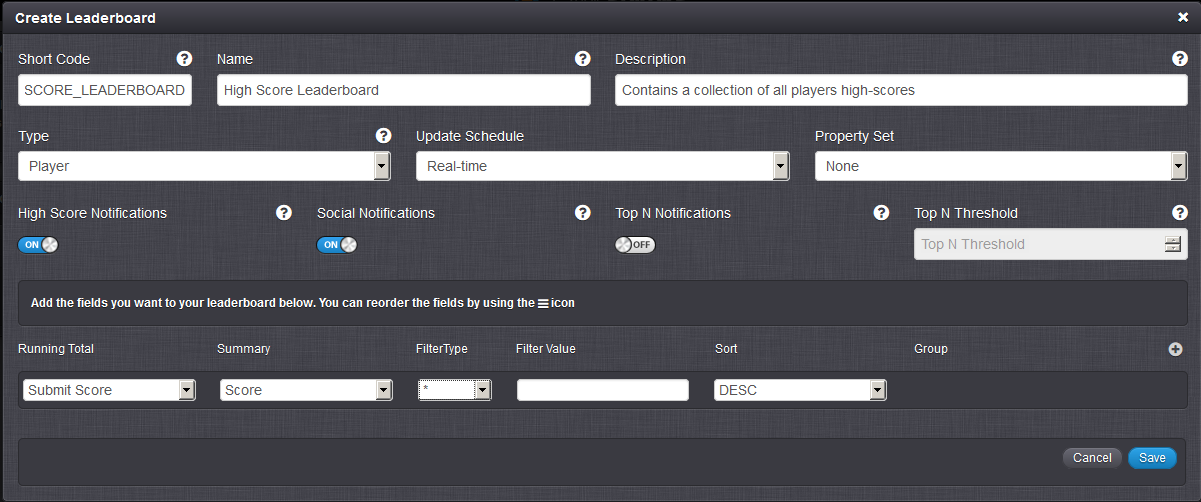 Create Leaderboard
Short Code ? Name ? Description ?
SCORE_LEADERBOARD High Score Leaderboard Contains a collection of all players high-scores
Type ? Update Schedule Property Set
Player Real-time None
High Score Notifications ? Social Notifications ? Top N Notifications ? Top N Threshold ?
ON ON OFF Top N Threshold
Add the fields you want to your leaderboard below. You can reorder the fields by using the icon
Running Total Summary FilterType Filter Value Sort Group
Submit Score Score * DESC
Cancel Save